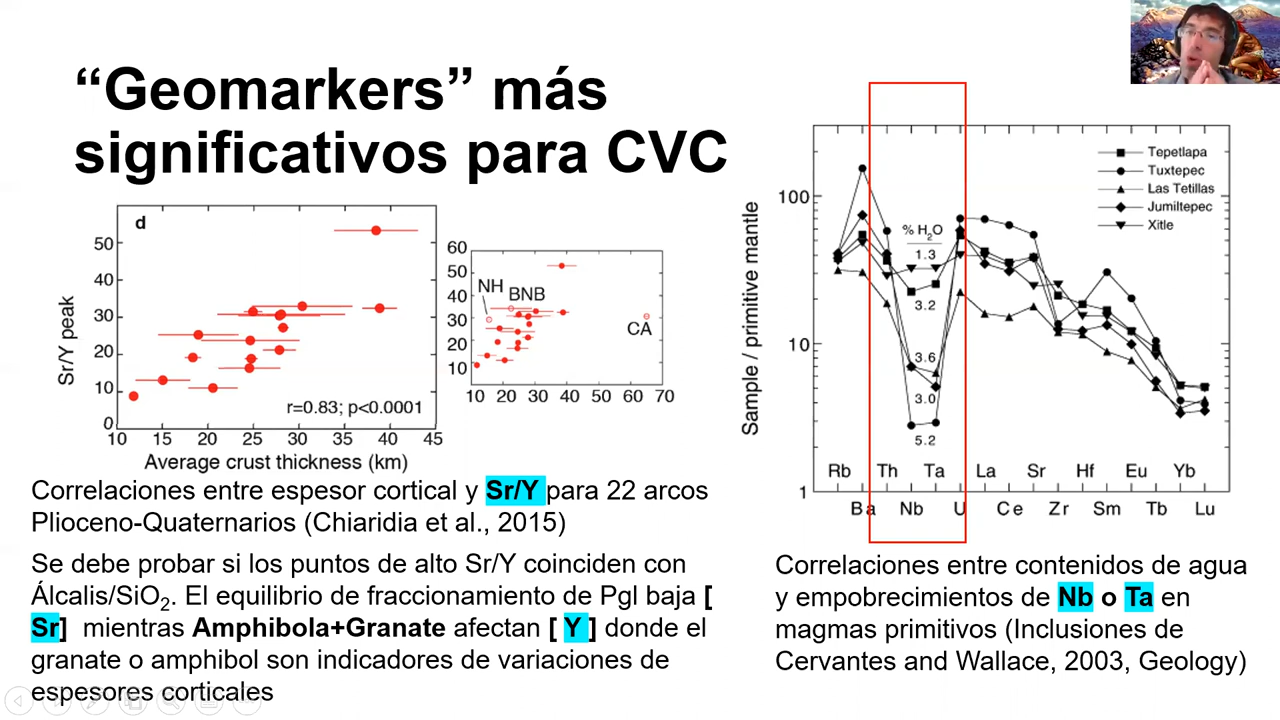 “Geomarkers” más
significativos para CVC
d
50
40
30
20
10
0
Sr/Y peak
r=0.83; p<0.0001
10 15 20 25 30 35 40 45
Average crust thickness (km)
60
50
40
30
20
10
NH
BNB
CA
10 20 30 40 50 60 70
Correlaciones entre espesor cortical y Sr/Y para 22 arcos
Plioceno-Quaternarios (Chiaridia et al., 2015)
Se debe probar si los puntos de alto Sr/Y coinciden con
Álcalis/SiO2. El equilibrio de fraccionamiento de Pgl baja [
Sr] mientras Amphibola+Granate afectan [ Y ] donde el
granate o amphibol son indicadores de variaciones de
espesores corticales
Sample / primitive mantle
100
10
1
Tepetlapa
Tuxtepec
Las Tetillas
Jumiltepec
Xitle
% H2O
1.3
3.2
3.6
3.0
5.2
Rb Th Ta La Sr Hf Eu Yb
Ba Nb U Ce Zr Sm Tb Lu
Correlaciones entre contenidos de agua
y empobrecimientos de Nb o Ta en
magmas primitivos (Inclusiones de
Cervantes and Wallace, 2003, Geology)